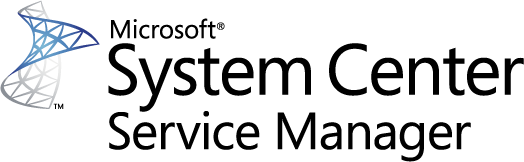 Microsoft®
System Center
™
Service Manager